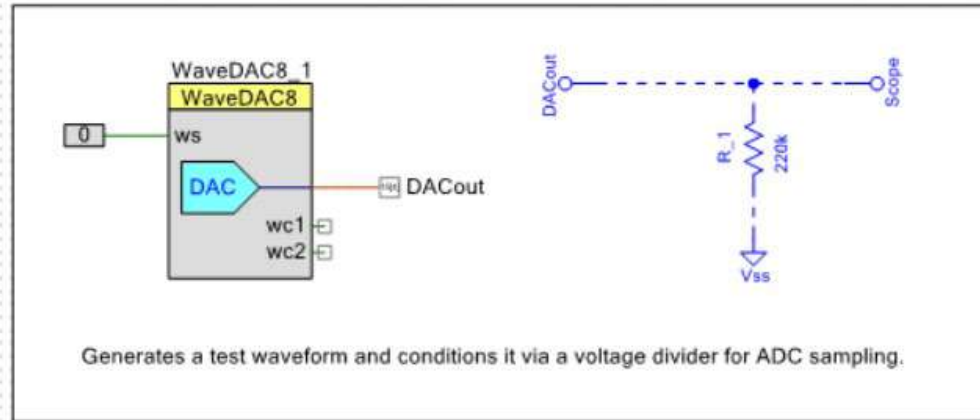 WaveDAC8_1
WaveDAC8
0
ws
DAC
DACout
wc1
wc2
DACout
Scope
R_1
220k
Vss
Generates a test waveform and conditions it via a voltage divider for ADC sampling.